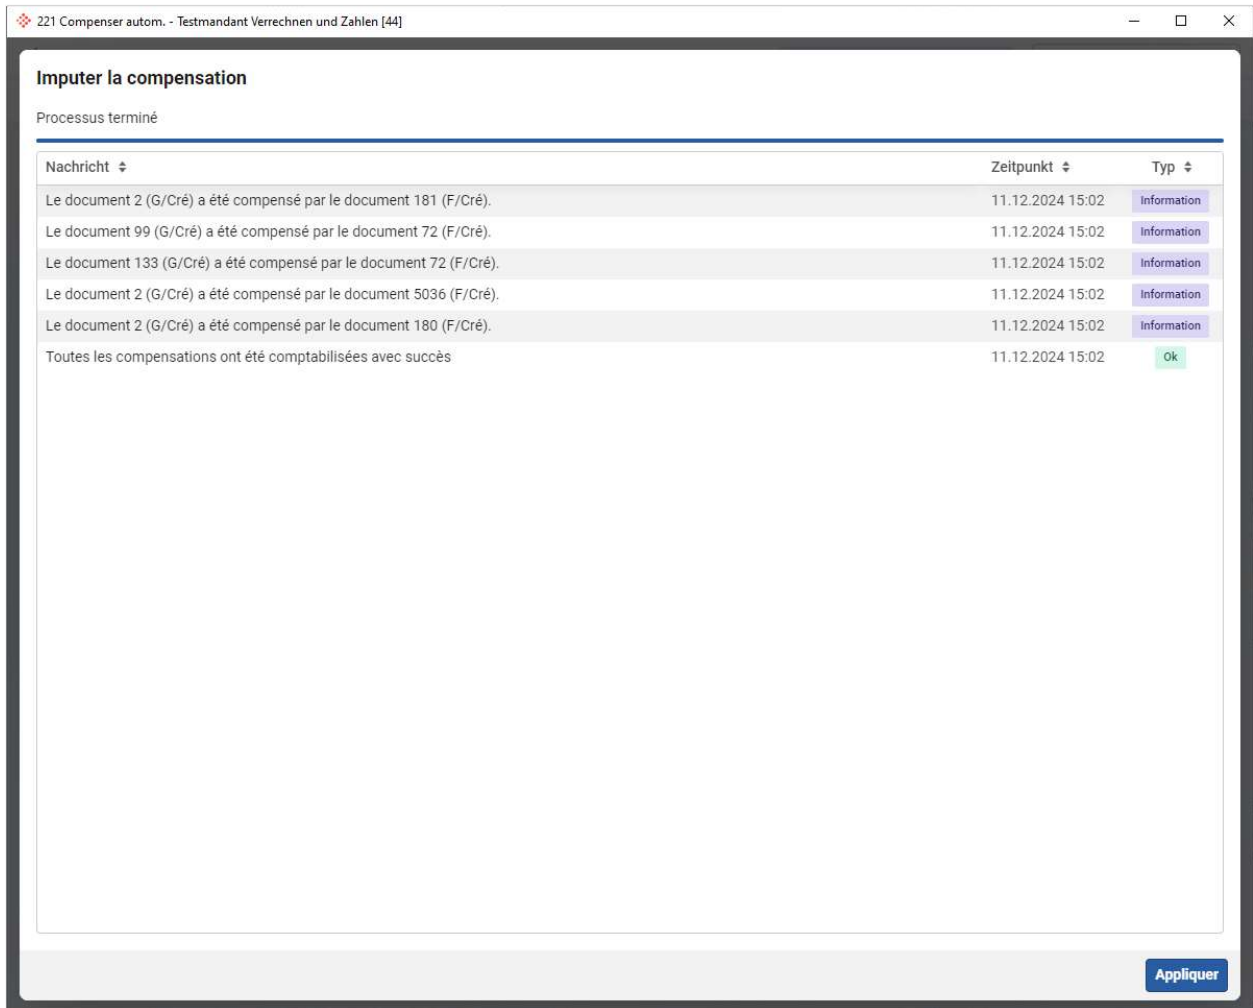 221 Compenser autom. - Testmandant Verrechnen und Zahlen [44]
Imputer la compensation
Processus terminé
Nachricht Zeitpunkt Typ
Le document 2 (G/Cré) a été compensé par le document 181 (F/Cré). 11.12.2024 15:02 Information
Le document 99 (G/Cré) a été compensé par le document 72 (F/Cré). 11.12.2024 15:02 Information
Le document 133 (G/Cré) a été compensé par le document 72 (F/Cré). 11.12.2024 15:02 Information
Le document 2 (G/Cré) a été compensé par le document 5036 (F/Cré). 11.12.2024 15:02 Information
Le document 2 (G/Cré) a été compensé par le document 180 (F/Cré). 11.12.2024 15:02 Information
Toutes les compensations ont été comptabilisées avec succès 11.12.2024 15:02 Ok
Appliquer